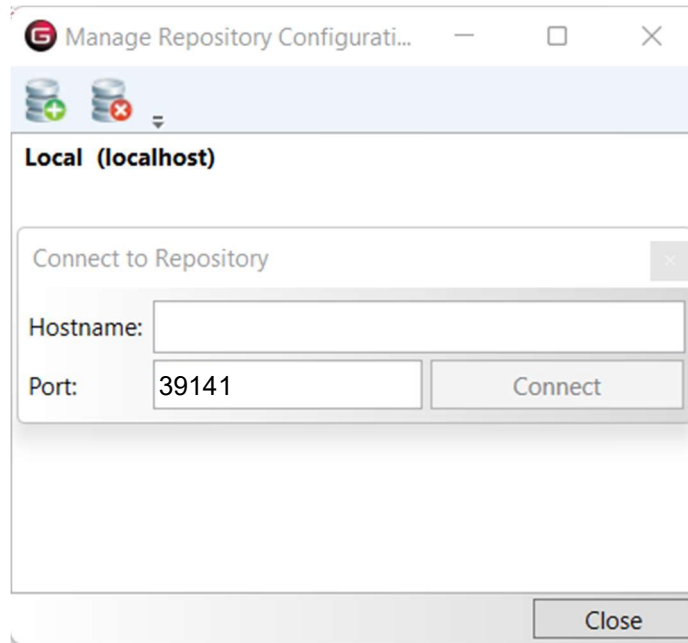 G Manage Repository Configurati...
Local (localhost)
Connect to Repository
Hostname:
Port: 39141 Connect
Close